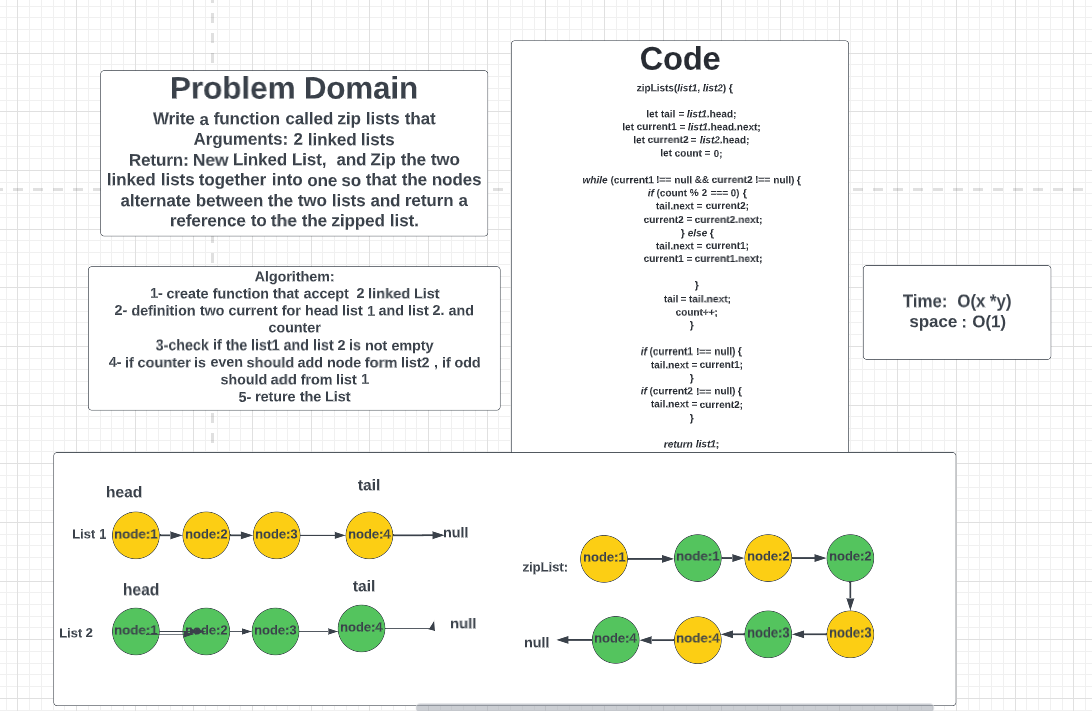 Problem Domain
Write a function called zip lists that
Arguments: 2 linked lists
Return: New Linked List, and Zip the two
linked lists together into one so that the nodes
alternate between the two lists and return a
reference to the the zipped list.
Algorithem:
1- create function that accept 2 linked List
2- definition two current for head list 1 and list 2. and
counter
3-check if the list1 and list 2 is not empty
4- if counter is even should add node form list2 , if odd
should add from list 1
5- reture the List
Code
zipLists(list1, list2) {
let tail = list1.head;
let current1 = list1.head.next;
let current2 = list2.head;
let count = 0;
while (current1 !== null && current2 !== null) {
if (count % 2 === 0) {
tail.next = current2;
current2 = current2.next;
} else {
tail.next = current1;
current1 = current1.next;
}
tail = tail.next;
count++;
}
if (current1 !== null) {
tail.next = current1;
}
if (current2 !== null) {
tail.next = current2;
}
return list1;
Time: O(x *y)
space : O(1)
head
tail
List 1 node:1 node:2 node:3 node:4 null
head
tail
List 2 node:1 node:2 node:3 node:4 null
zipList: node:1 node:1 node:2 node:2
null node:4 node:4 node:3 node:3